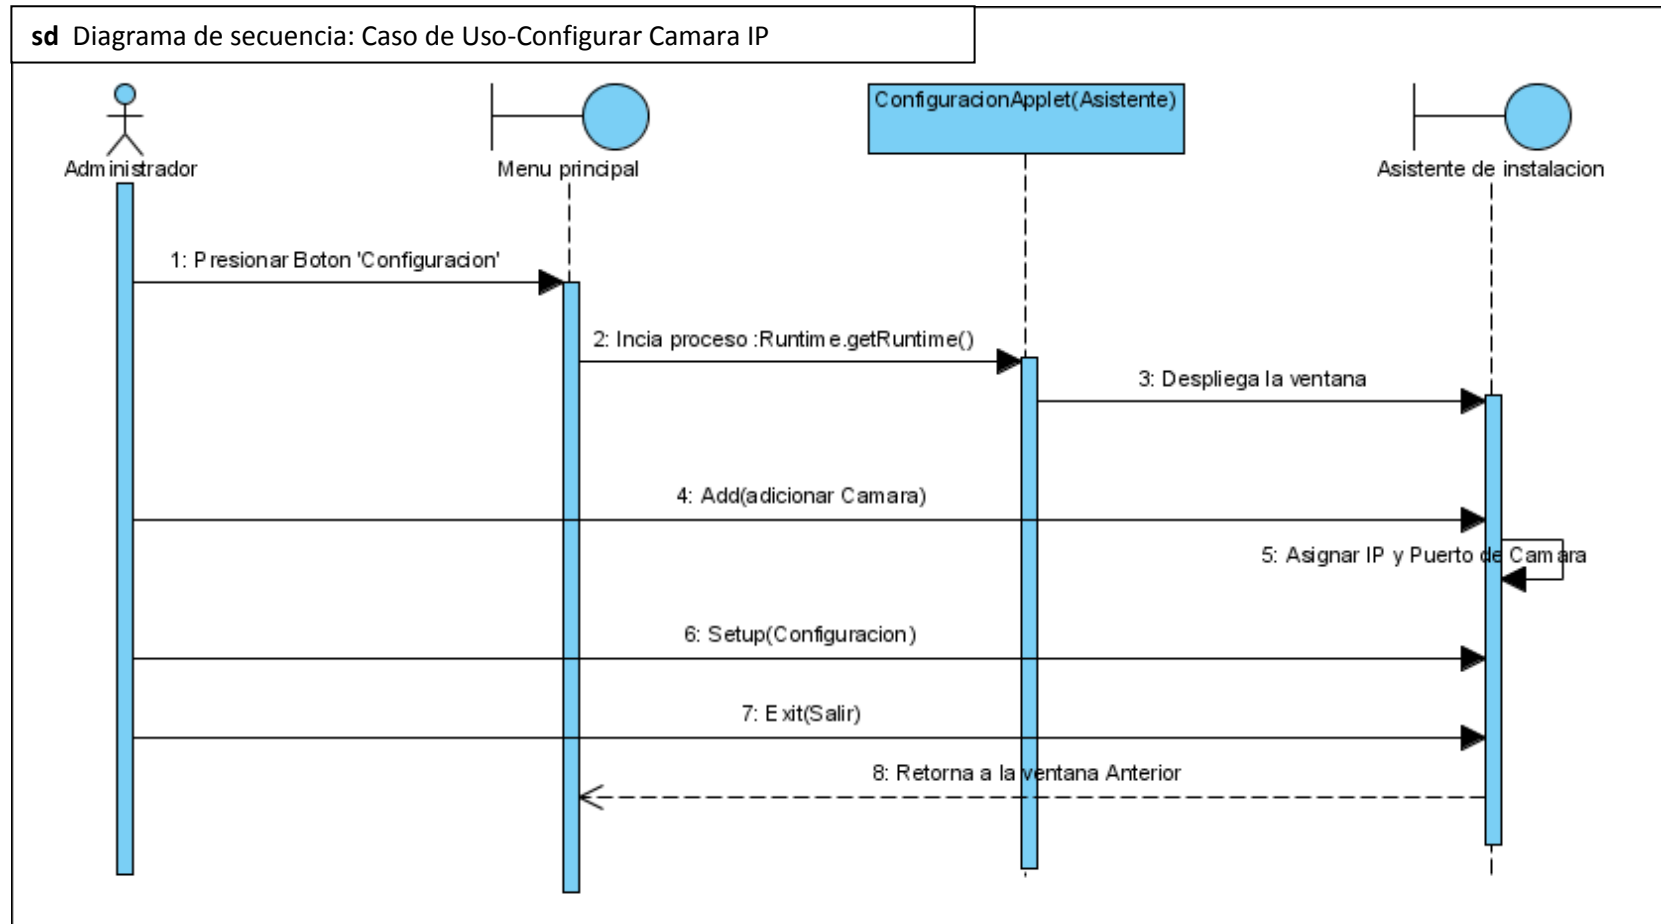 sd Diagrama de secuencia: Caso de Uso-Configurar Camara IP
Administrador
Menu principal
ConfiguracionApplet(Asistente)
Asistente de instalacion
1: Presionar Boton 'Configuracion'
2: Incia proceso :Runtime.getRuntime()
3: Despliega la ventana
4: Add(adicionar Camara)
5: Asignar IP y Puerto de Camara
6: Setup(Configuracion)
7: Exit(Salir)
8: Retorna a la ventana Anterior